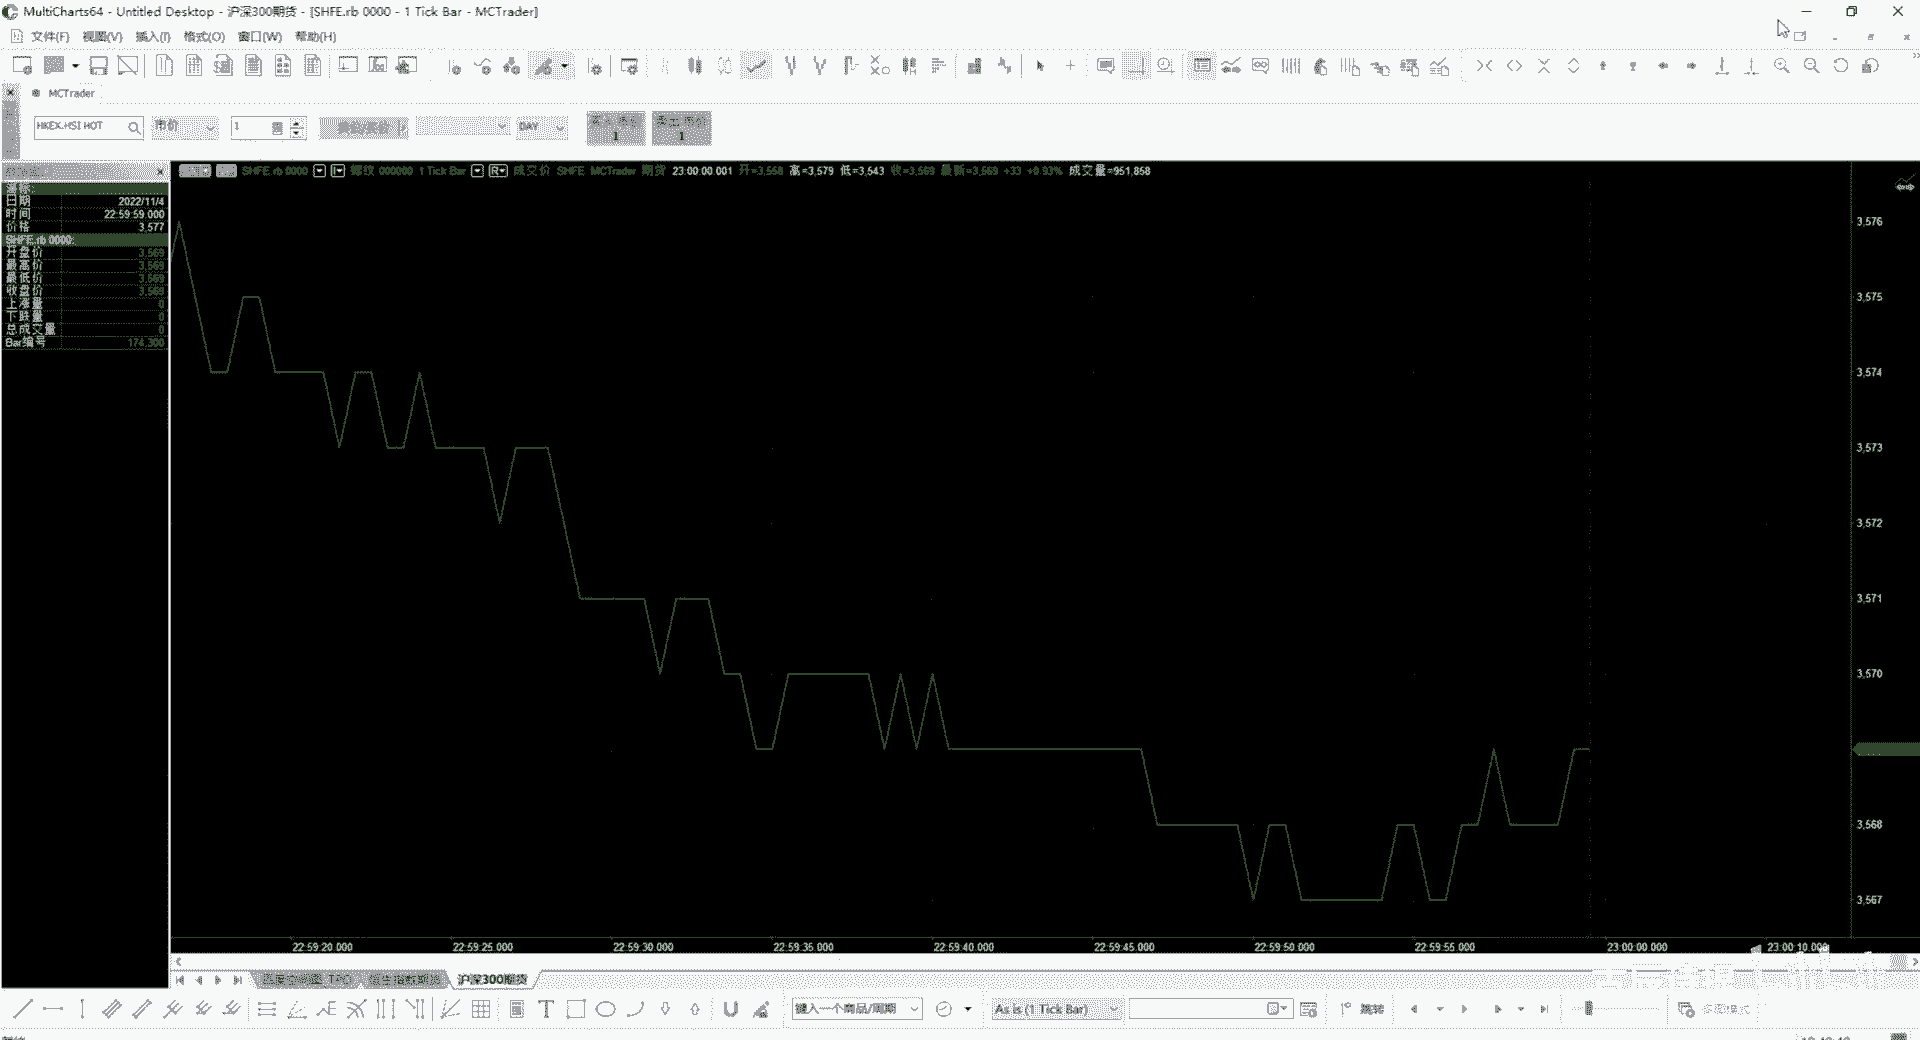 MultiCharts64 - Untitled Desktop - 沪深300期货 - [SHFE.rb 0000 - 1 Tick Bar - MCTrader]
文件(F) 视图(V) 插入(I) 格式(O) 窗口(W) 帮助(H)
MCTrader
HKEX.HSI HOT 市价 1 DAY
1 1
SHFE.rb 0000 螺纹 000000 1 Tick Bar 成交价 SHFE MCTrader 期货 23:00:00.001 开=3,568 高=3,579 低=3,543 收=3,569 最新=3,569 +33 +0.93% 成交量=951,858
日期 2022/11/4
时间 22:59:59.000
价格 3,577
SHFE.rb 0000:
开盘价 3,569
最高价 3,569
最低价 3,569
收盘价 3,569
上涨量 0
下跌量 0
总成交量 0
Bar编号 174,300
3,576
3,575
3,574
3,573
3,572
3,571
3,570
3,568
3,567
22:59:20.000 22:59:25.000 22:59:30.000 22:59:35.000 22:59:40.000 22:59:45.000 22:59:50.000 22:59:55.000 23:00:00.000 23:00:10.000
沪深300期货
键入一个商品/周期 As is (1 Tick Bar) 跳转